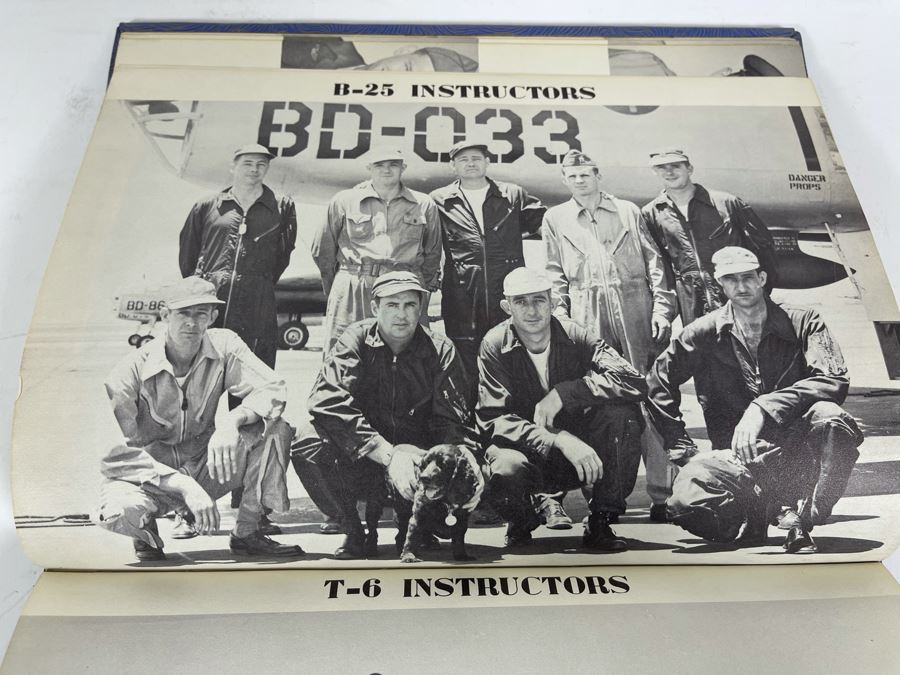 B-25 INSTRUCTORS
BD-033
DANGER
PROPS
BD-86
T-6 INSTRUCTORS